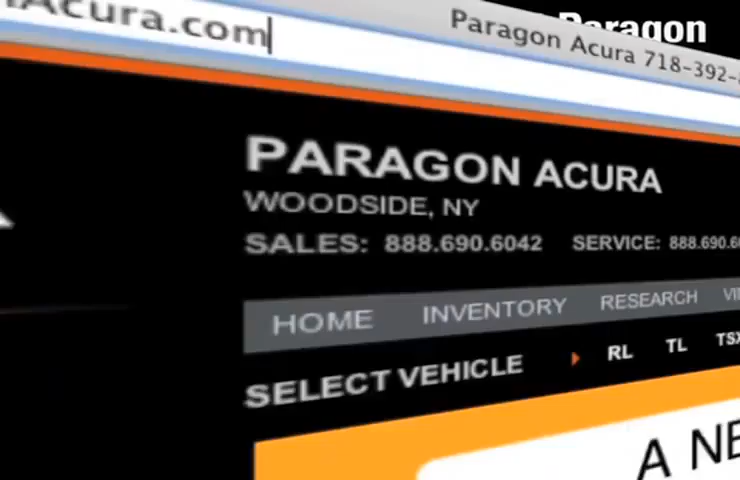 Paragon
Acura.com
Paragon Acura 718-392-
PARAGON ACURA
WOODSIDE, NY
SALES: 888.690.6042 SERVICE: 888.690.6
HOME INVENTORY RESEARCH
SELECT VEHICLE RL TL TSX
A NE